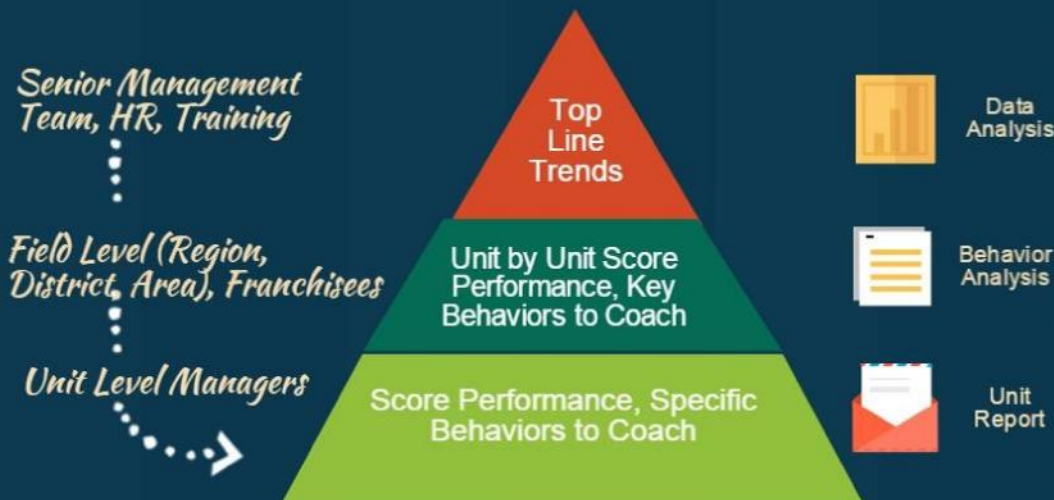 Senior Management
Team, HR, Training
Top
Line
Trends
Data
Analysis
Field Level (Region,
District, Area), Franchisees
Unit by Unit Score
Performance, Key
Behaviors to Coach
Behavior
Analysis
Unit Level Managers
Score Performance, Specific
Behaviors to Coach
Unit
Report